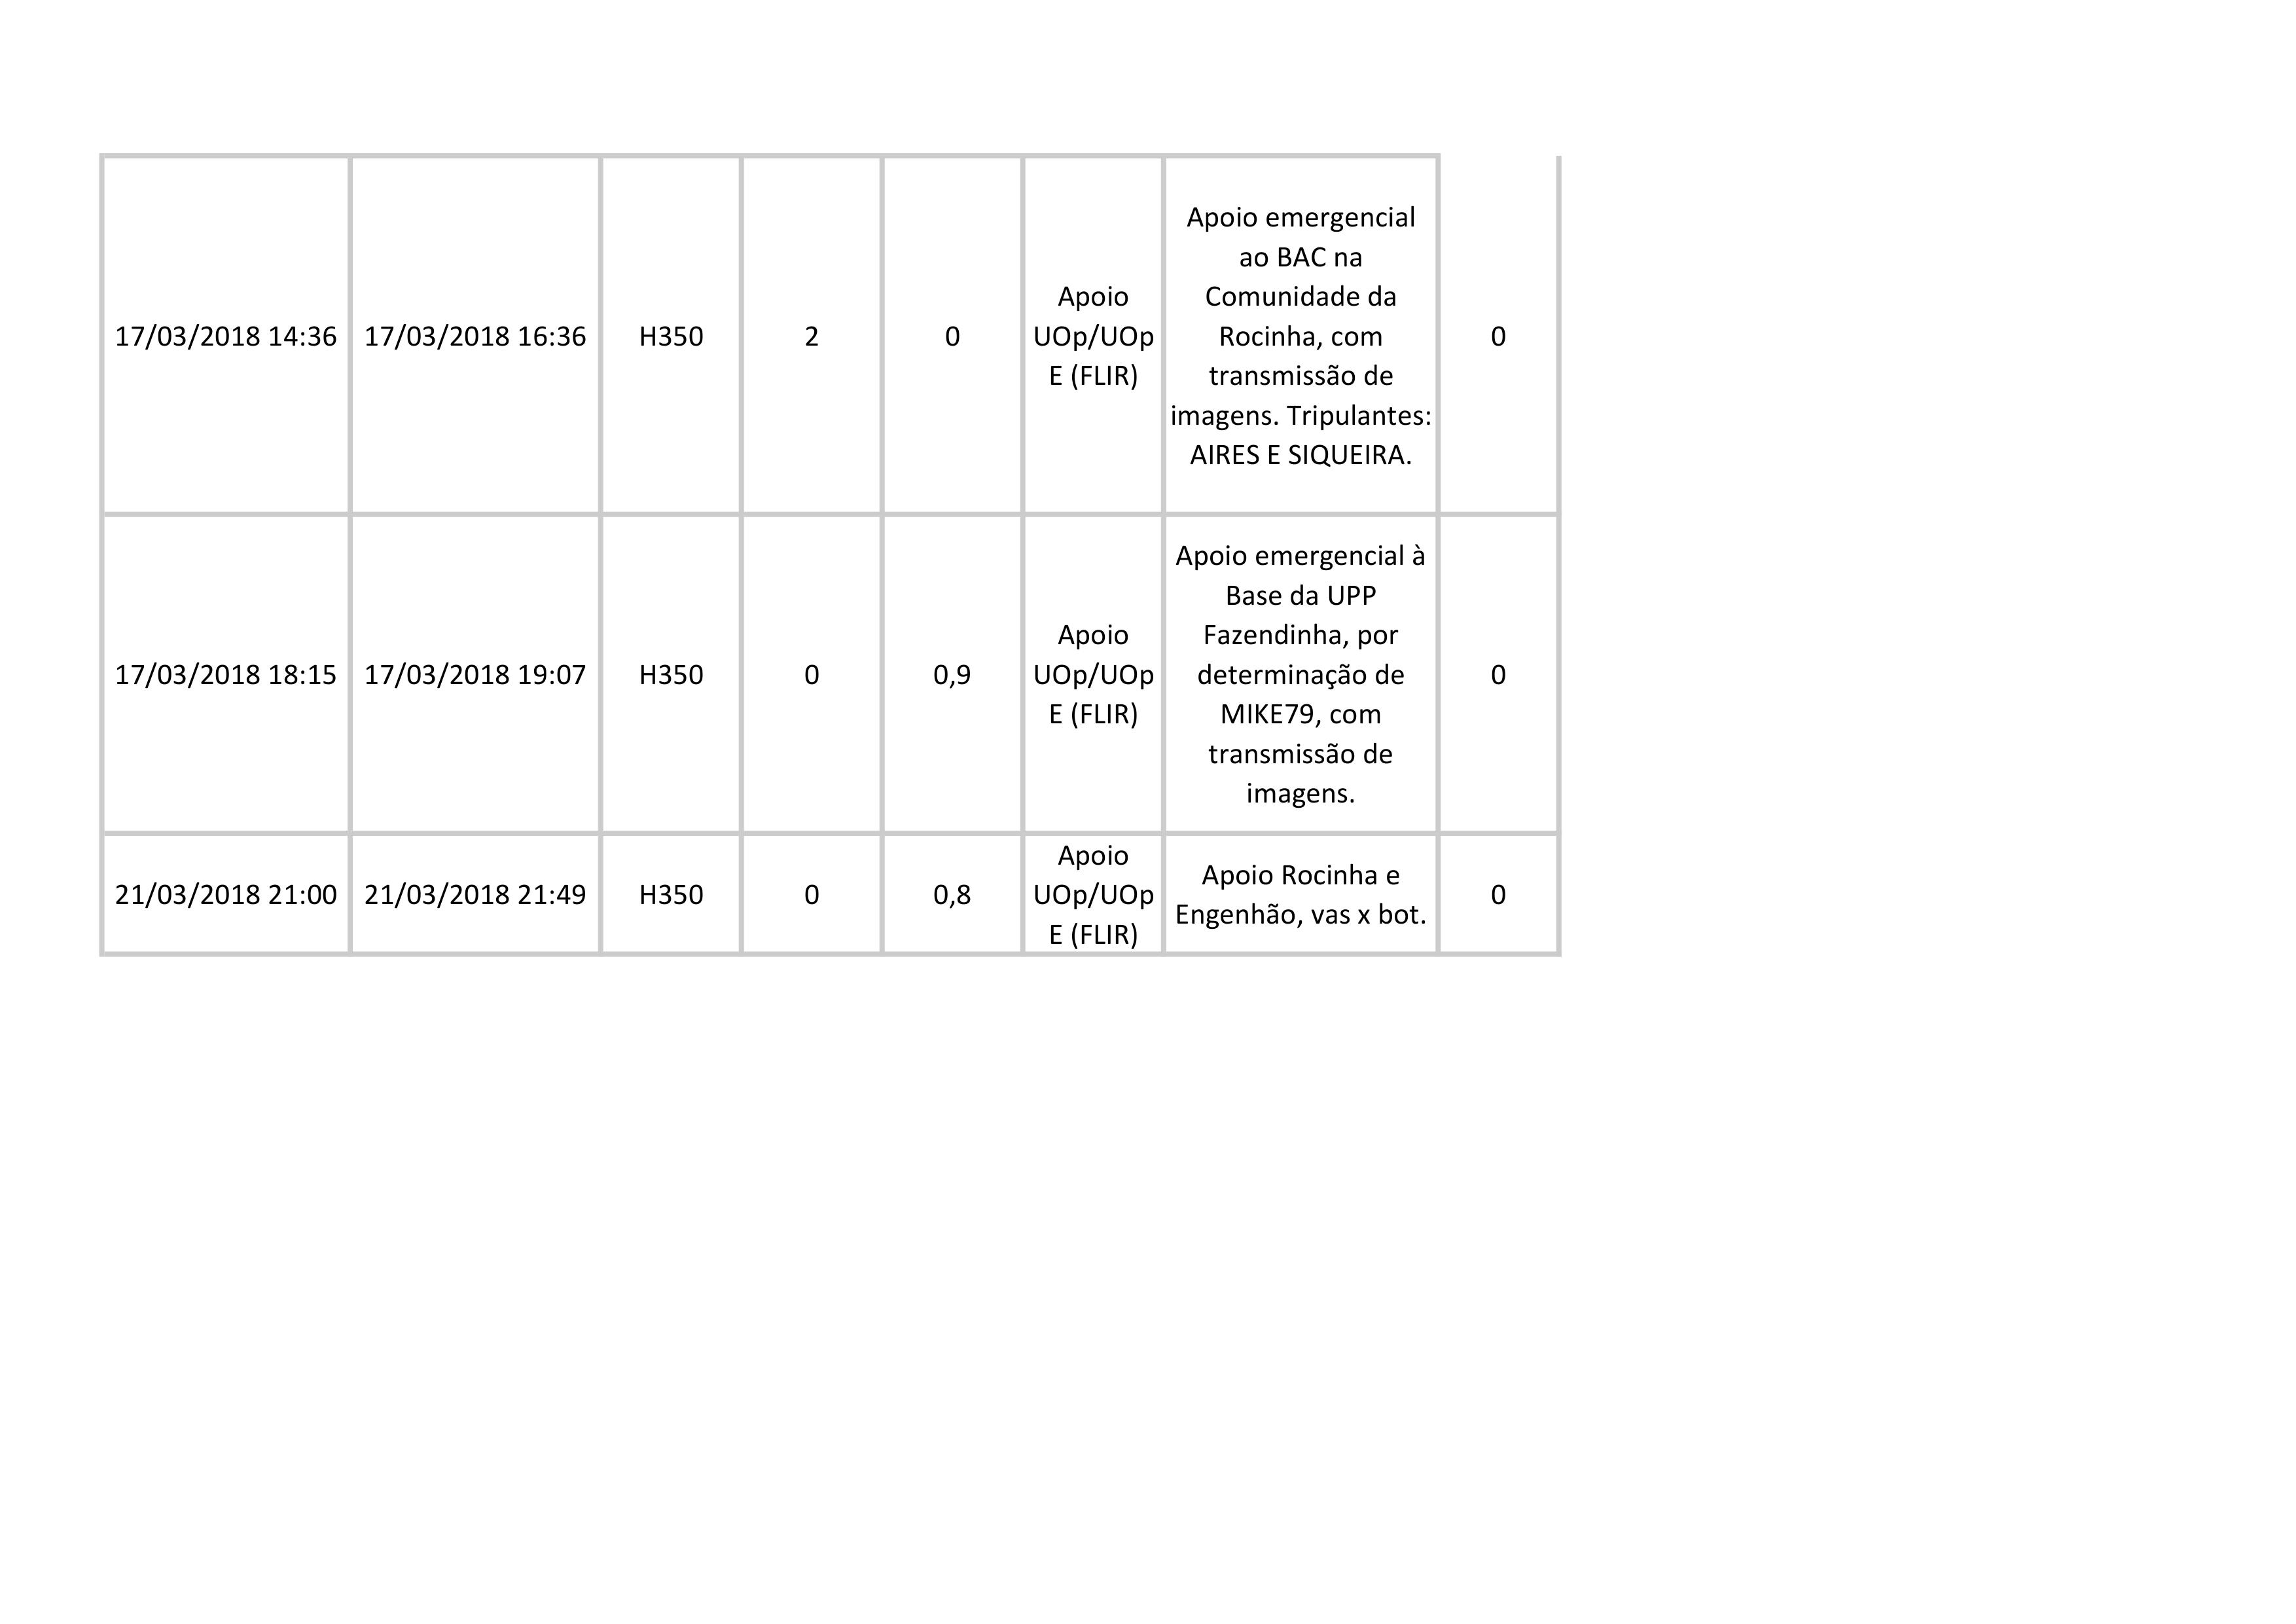 17/03/2018 14:36
17/03/2018 16:36
H350
2
0
Apoio
UOp/UOp
E (FLIR)
Apoio emergencial
ao BAC na
Comunidade da
Rocinha, com
transmissão de
imagens. Tripulantes:
AIRES E SIQUEIRA.
0
17/03/2018 18:15
17/03/2018 19:07
H350
0
0,9
Apoio
UOp/UOp
E (FLIR)
Apoio emergencial à
Base da UPP
Fazendinha, por
determinação de
MIKE79, com
transmissão de
imagens.
0
21/03/2018 21:00
21/03/2018 21:49
H350
0
0,8
Apoio
UOp/UOp
E (FLIR)
Apoio Rocinha e
Engenhão, vas x bot.
0